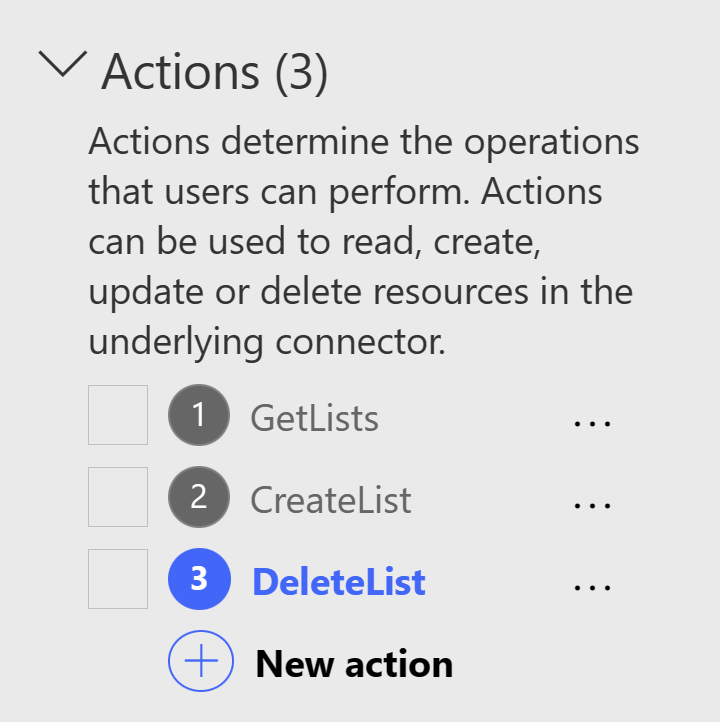 Actions (3)
Actions determine the operations
that users can perform. Actions
can be used to read, create,
update or delete resources in the
underlying connector.
1 GetLists ...
2 CreateList ...
3 DeleteList ...
New action